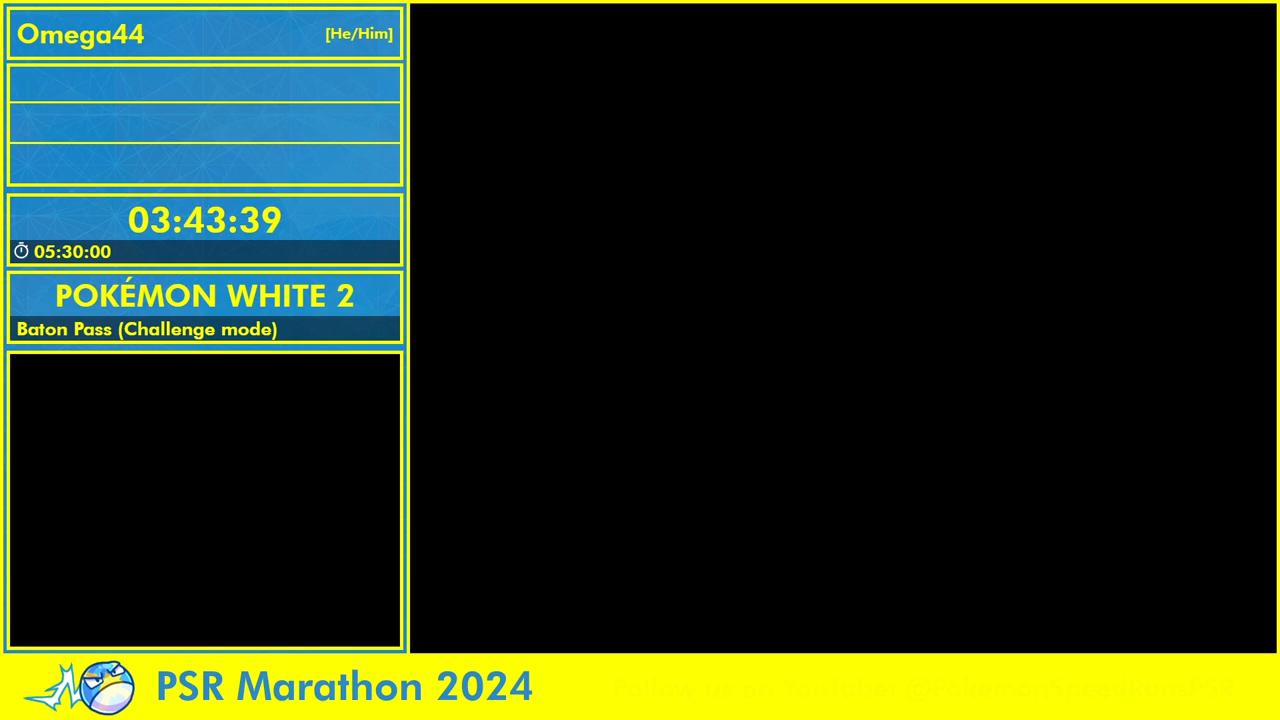 Omega44
[He/Him]
03:43:39
05:30:00
POKÉMON WHITE 2
Baton Pass (Challenge mode)
PSR Marathon 2024